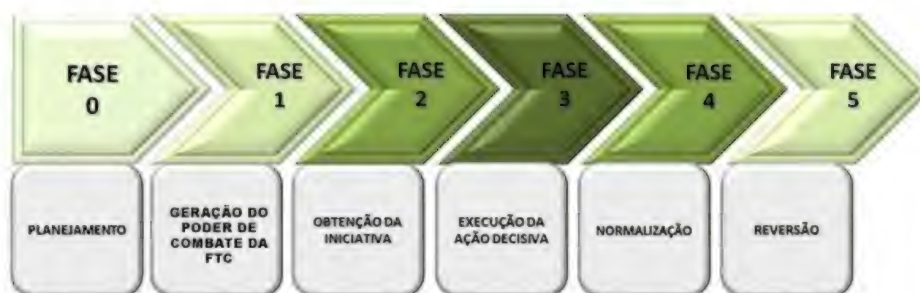 FASE
0
FASE
1
FASE
2
FASE
3
FASE
4
FASE
5
PLANEJAMENTO
GERAÇÃO DO
PODER DE
COMBATE DA
FTC
OBTENÇÃO DA
INICIATIVA
EXECUÇÃO DA
AÇÃO DECISIVA
NORMALIZAÇÃO
REVERSÃO